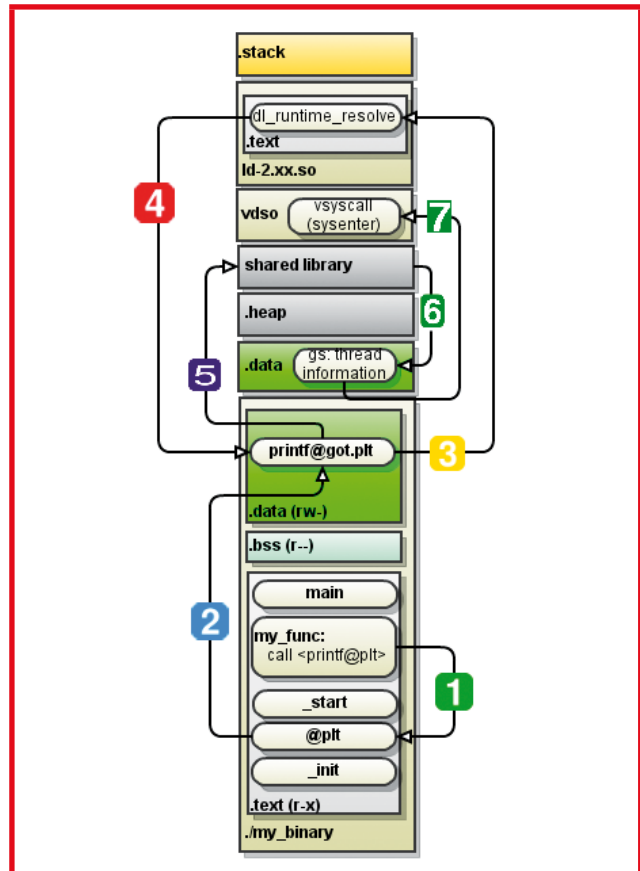 .stack
dl_runtime_resolve
.text
ld-2.xx.so
4
vdso
vsyscall
(sysenter)
7
shared library
.heap
6
.data
gs: thread
information
5
printf@got.plt
3
.data (rw-)
.bss (r--)
main
2
my_func:
call <printf@plt>
1
_start
@plt
_init
.text (r-x)
./my_binary